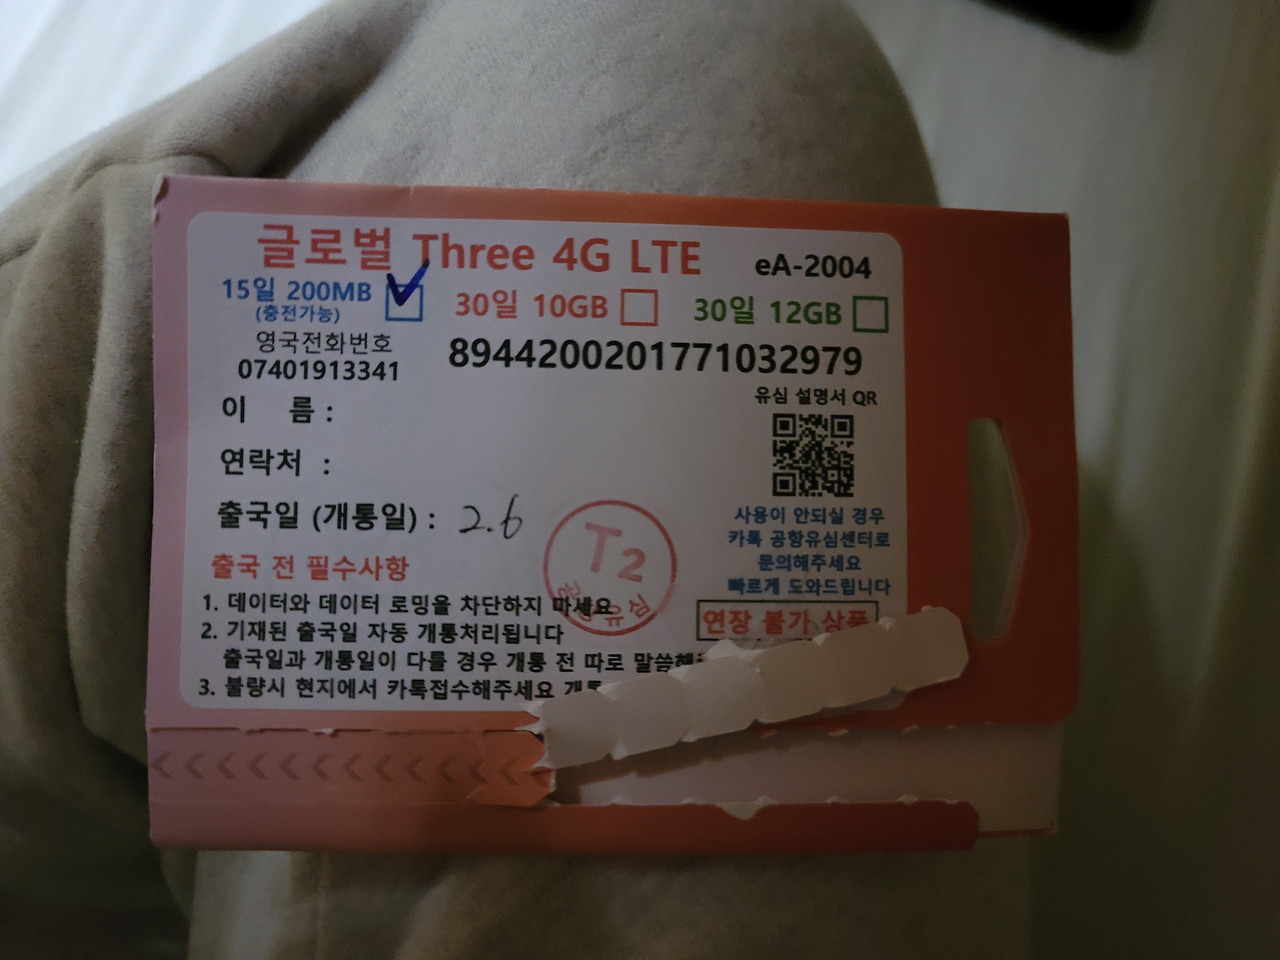 글로벌 Three 4G LTE eA-2004
15일 200MB 30일 10GB 30일 12GB
(충전가능)
영국전화번호
07401913341
8944200201771032979
유심 설명서 QR
이 름 :
연락처 :
출국일 (개통일) : 2.6
T2
공항유심
사용이 안되실 경우
카톡 공항유심센터로
문의해주세요
빠르게 도와드립니다
연장 불가 상품
출국 전 필수사항
1. 데이터와 데이터 로밍을 차단하지 마세요
2. 기재된 출국일 자동 개통처리됩니다
출국일과 개통일이 다를 경우 개통 전 따로 말씀해
3. 불량시 현지에서 카톡접수해주세요 개통